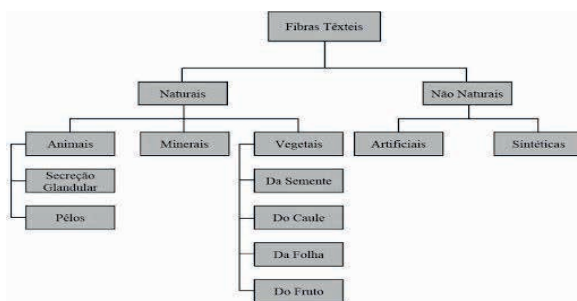 Fibras Têxteis
Naturais
Não Naturais
Animais
Minerais
Vegetais
Artificiais
Sintéticas
Secreção
Glandular
Pêlos
Da Semente
Do Caule
Da Folha
Do Fruto